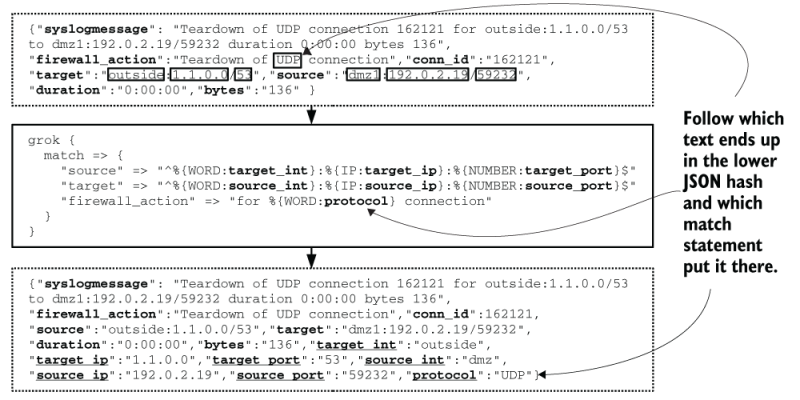 {"syslogmessage": "Teardown of UDP connection 162121 for outside:1.1.0.0/53
to dmz1:192.0.2.19/59232 duration 0:00:00 bytes 136",
"firewall_action":"Teardown of UDP connection","conn_id":"162121",
"target":"outside:1.1.0.0/53","source":"dmz1:192.0.2.19/59232",
"duration":"0:00:00","bytes":"136" }
grok {
match => {
"source" => "^%{WORD:target_int}:%{IP:target_ip}:%{NUMBER:target_port}$"
"target" => "^%{WORD:source_int}:%{IP:source_ip}:%{NUMBER:source_port}$"
"firewall_action" => "for %{WORD:protocol} connection"
}
}
{"syslogmessage": "Teardown of UDP connection 162121 for outside:1.1.0.0/53
to dmz1:192.0.2.19/59232 duration 0:00:00 bytes 136",
"firewall_action":"Teardown of UDP connection","conn_id":162121,
"source":"outside:1.1.0.0/53","target":"dmz1:192.0.2.19/59232",
"duration":"0:00:00","bytes":"136","target_int":"outside",
"target_ip":"1.1.0.0","target_port":"53","source_int":"dmz",
"source_ip":"192.0.2.19","source_port":"59232","protocol":"UDP"}
Follow which
text ends up
in the lower
JSON hash
and which
match
statement
put it there.